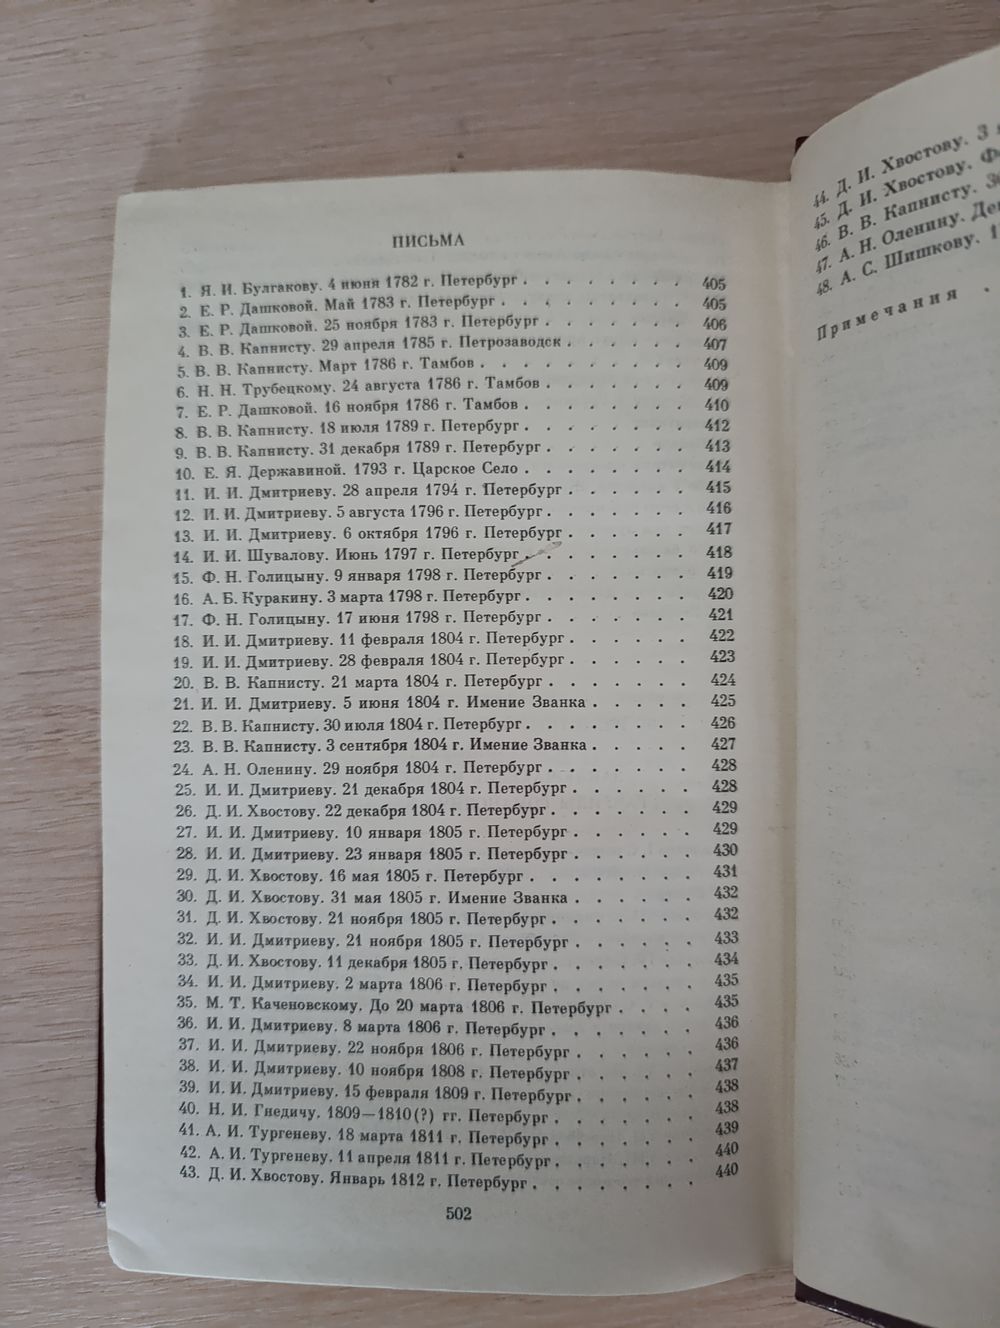 ПИСЬМА
1. Я. И. Булгакову. 4 июня 1782 г. Петербург . . . . . . . . 405
2. Е. Р. Дашковой. Май 1783 г. Петербург . . . . . . . . . 405
3. Е. Р. Дашковой. 25 ноября 1783 г. Петербург . . . . . . . 406
4. В. В. Капнисту. 29 апреля 1785 г. Петрозаводск . . . . . . 407
5. В. В. Капнисту. Март 1786 г. Тамбов . . . . . . . . . . 409
6. Н. Н. Трубецкому. 24 августа 1786 г. Тамбов . . . . . . . 409
7. Е. Р. Дашковой. 16 ноября 1786 г. Тамбов . . . . . . . . 410
8. В. В. Капнисту. 18 июля 1789 г. Петербург . . . . . . . . 412
9. В. В. Капнисту. 31 декабря 1789 г. Петербург . . . . . . . 413
10. Е. Я. Державиной. 1793 г. Царское Село . . . . . . . . 414
11. И. И. Дмитриеву. 28 апреля 1794 г. Петербург . . . . . . 415
12. И. И. Дмитриеву. 5 августа 1796 г. Петербург . . . . . . . 416
13. И. И. Дмитриеву. 6 октября 1796 г. Петербург . . . . . . 417
14. И. И. Шувалову. Июнь 1797 г. Петербург . . . . . . . . 418
15. Ф. Н. Голицыну. 9 января 1798 г. Петербург . . . . . . . 419
16. А. Б. Куракину. 3 марта 1798 г. Петербург . . . . . . . . 420
17. Ф. Н. Голицыну. 17 июня 1798 г. Петербург . . . . . . . 421
18. И. И. Дмитриеву. 11 февраля 1804 г. Петербург . . . . . . 422
19. И. И. Дмитриеву. 28 февраля 1804 г. Петербург . . . . . . 423
20. В. В. Капнисту. 21 марта 1804 г. Петербург . . . . . . . 424
21. И. И. Дмитриеву. 5 июня 1804 г. Имение Званка . . . . . 425
22. В. В. Капнисту. 30 июля 1804 г. Петербург . . . . . . . . 426
23. В. В. Капнисту. 3 сентября 1804 г. Имение Званка . . . . . 427
24. А. Н. Оленину. 29 ноября 1804 г. Петербург . . . . . . . 428
25. И. И. Дмитриеву. 21 декабря 1804 г. Петербург . . . . . . 428
26. Д. И. Хвостову. 22 декабря 1804 г. Петербург . . . . . . . 429
27. И. И. Дмитриеву. 10 января 1805 г. Петербург . . . . . . 429
28. И. И. Дмитриеву. 23 января 1805 г. Петербург . . . . . . 430
29. Д. И. Хвостову. 16 мая 1805 г. Петербург . . . . . . . . 431
30. Д. И. Хвостову. 31 мая 1805 г. Имение Званка . . . . . . 432
31. Д. И. Хвостову. 21 ноября 1805 г. Петербург . . . . . . . 432
32. И. И. Дмитриеву. 21 ноября 1805 г. Петербург . . . . . . 433
33. Д. И. Хвостову. 11 декабря 1805 г. Петербург . . . . . . . 434
34. И. И. Дмитриеву. 2 марта 1806 г. Петербург . . . . . . . 435
35. М. Т. Каченовскому. До 20 марта 1806 г. Петербург . . . . 435
36. И. И. Дмитриеву. 8 марта 1806 г. Петербург . . . . . . . 436
37. И. И. Дмитриеву. 22 ноября 1806 г. Петербург . . . . . . 436
38. И. И. Дмитриеву. 10 ноября 1808 г. Петербург . . . . . . 437
39. И. И. Дмитриеву. 15 февраля 1809 г. Петербург . . . . . . 438
40. Н. И. Гнедичу. 1809—1810(?) гг. Петербург . . . . . . . 438
41. А. И. Тургеневу. 18 марта 1811 г. Петербург . . . . . . . 439
42. А. И. Тургеневу. 11 апреля 1811 г. Петербург . . . . . . . 440
43. Д. И. Хвостову. Январь 1812 г. Петербург . . . . . . . . 440
502
44. Д. И. Хвостову. 3
45. Д. И. Хвостову.
46. В. В. Капнисту.
47. А. Н. Оленину.
48. А. С. Шишкову.
Примечания .